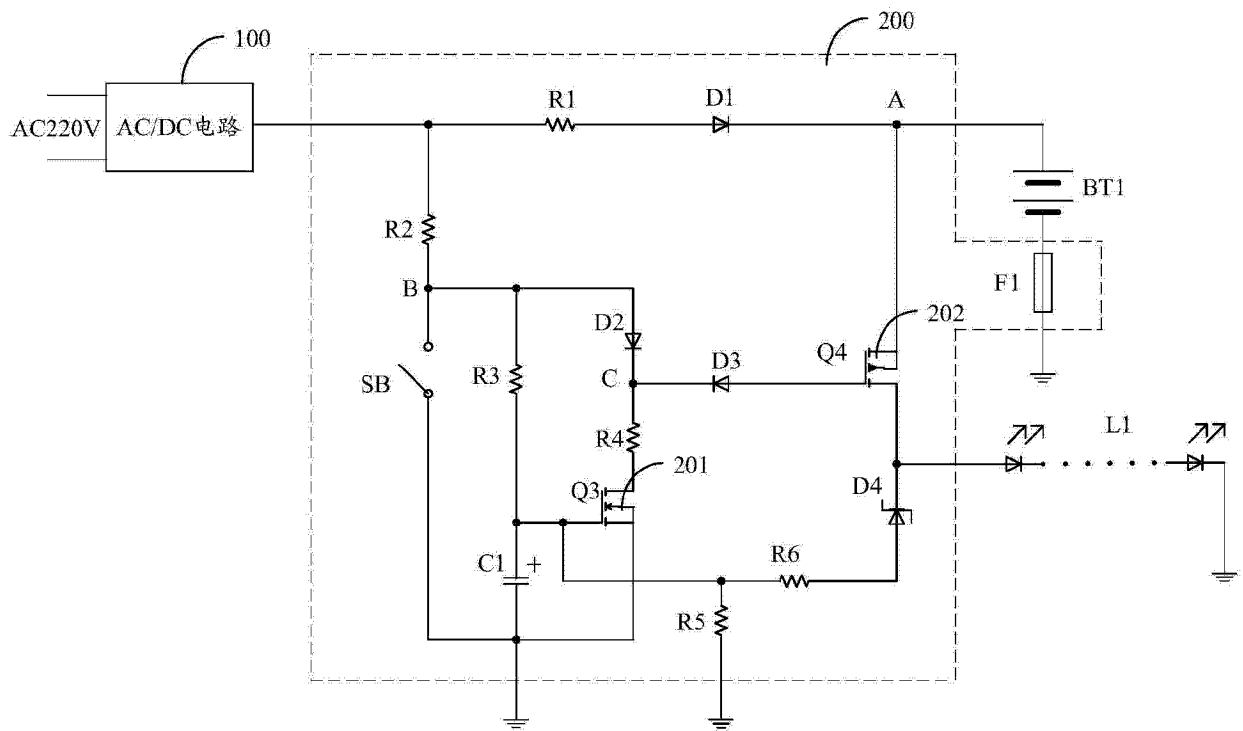 100
200
AC220V
AC/DC电路
R1
D1
A
BT1
R2
B
F1
D2
202
Q4
D3
SB
R3
C
R4
L1
201
Q3
D4
C1
+
R6
R5